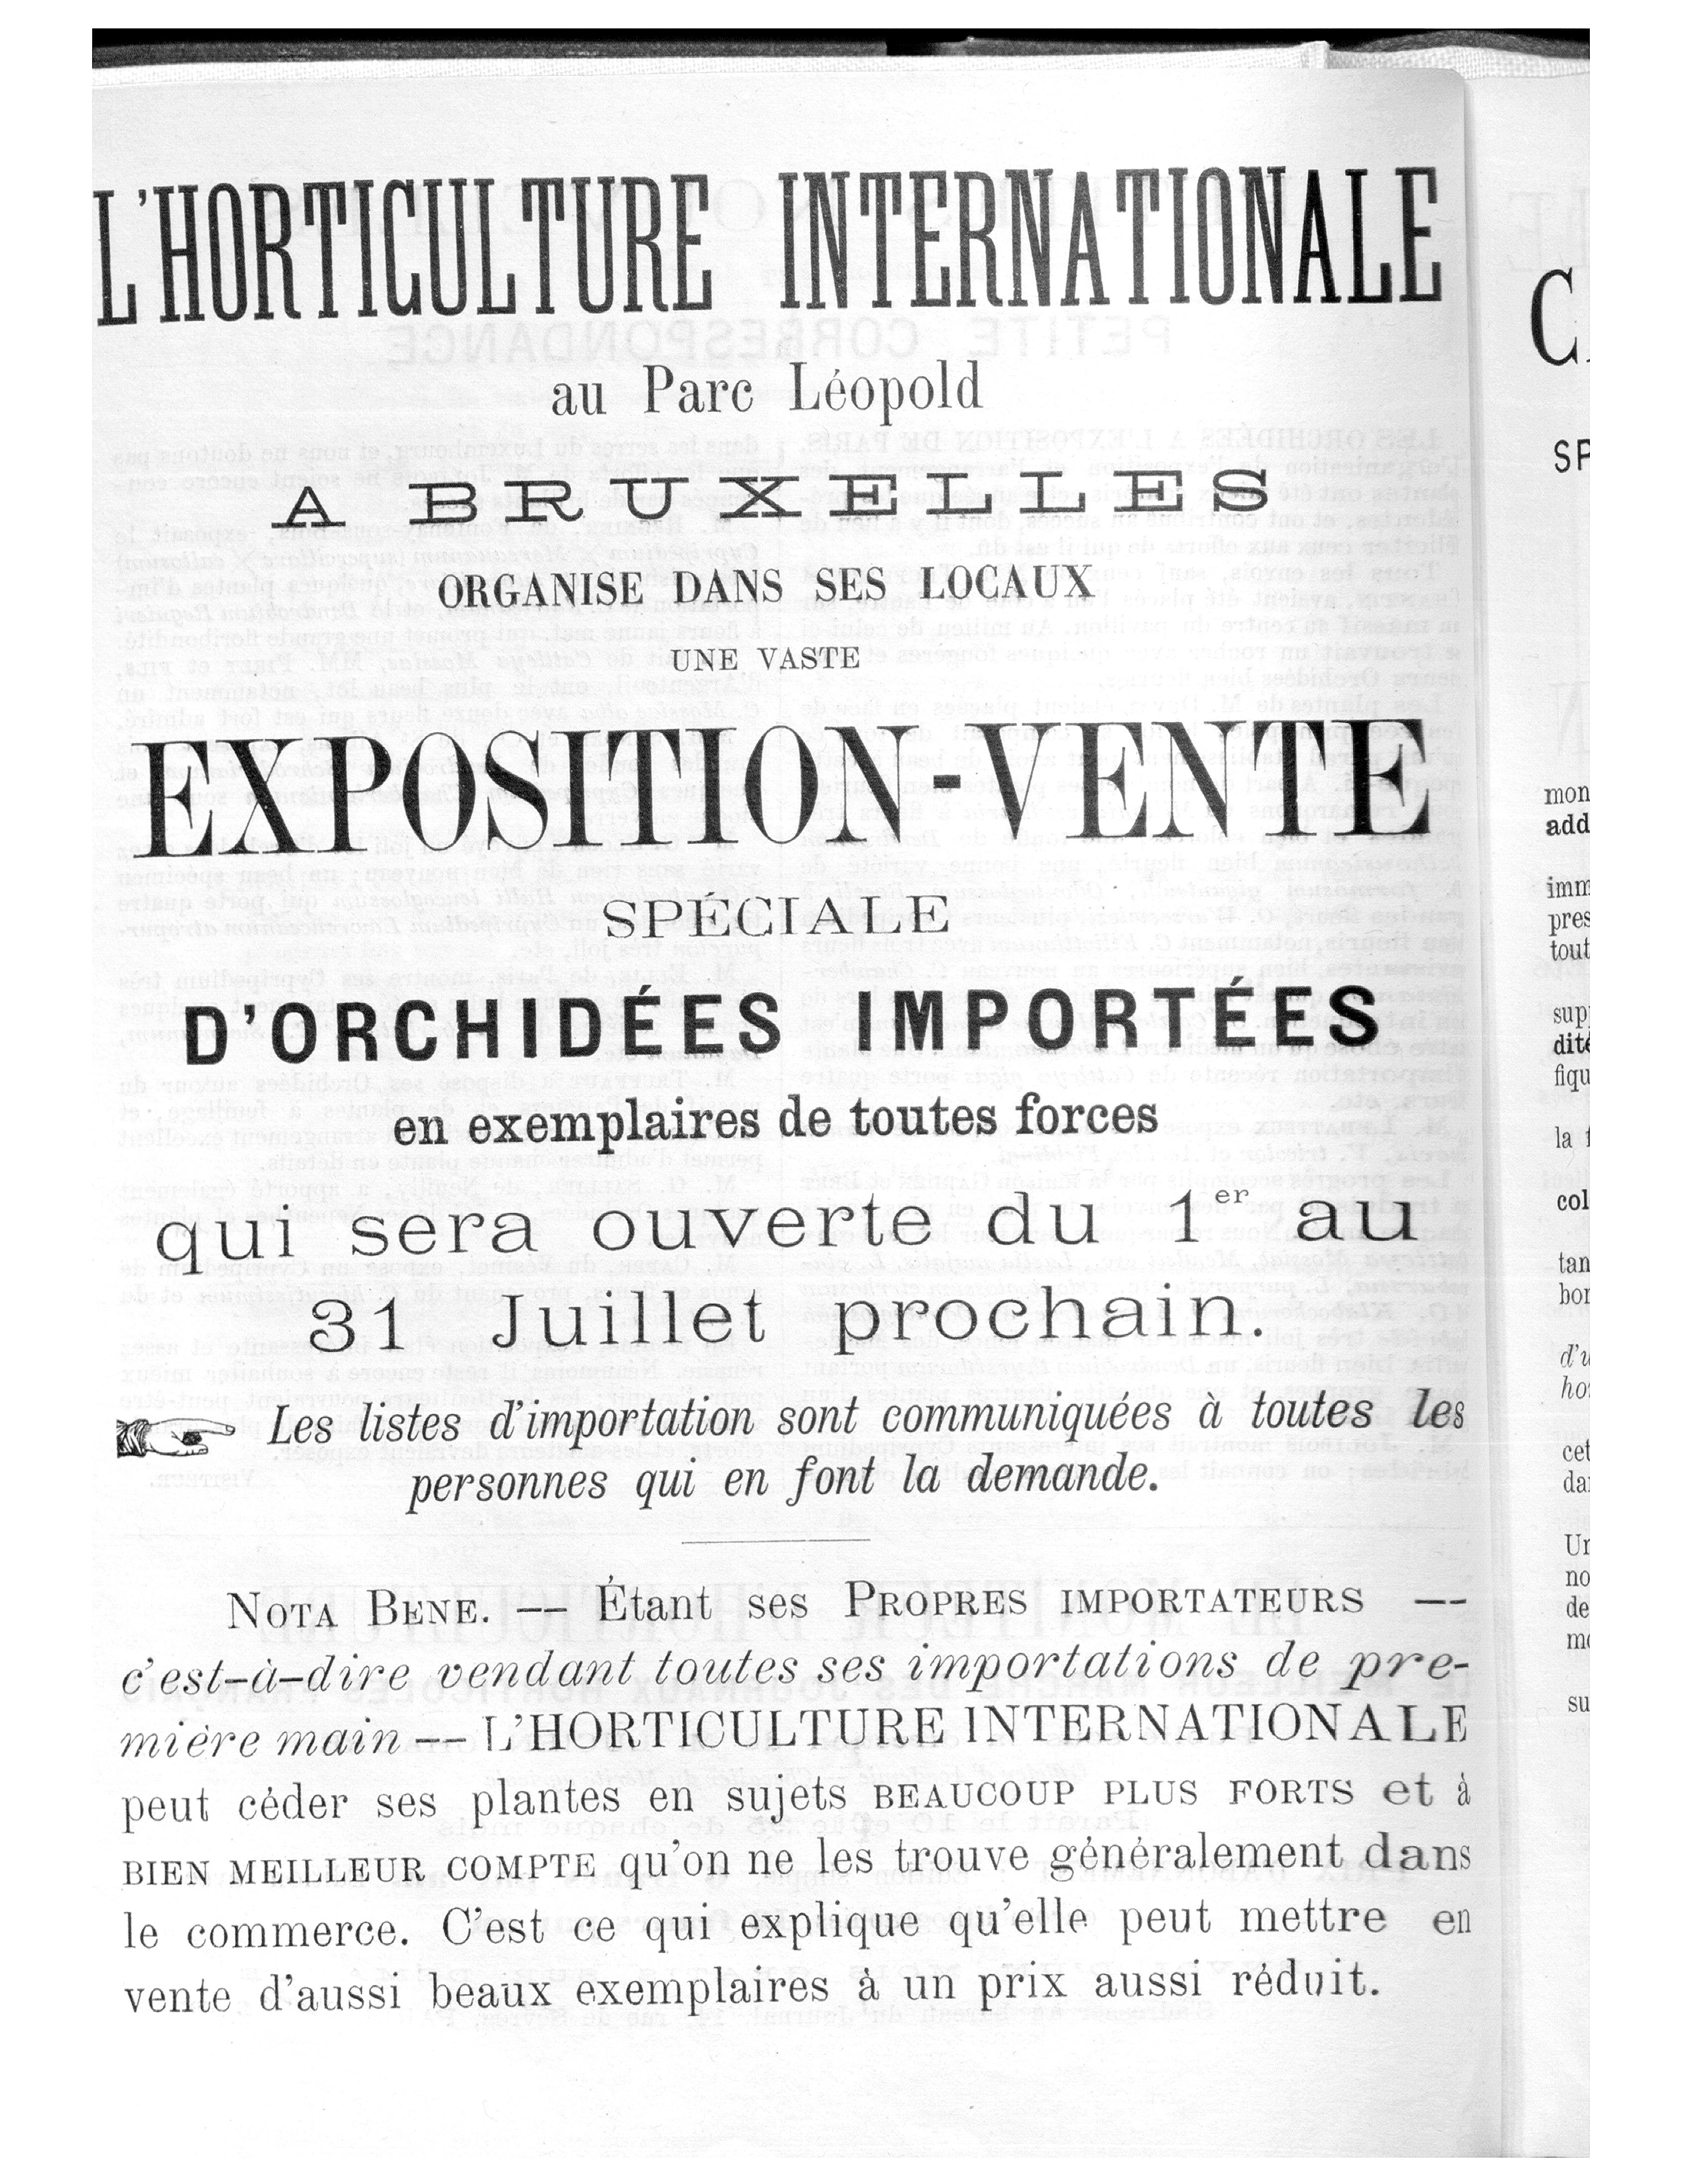 L'HORTICULTURE INTERNATIONALE
au Parc Léopold
A BRUXELLES
ORGANISE DANS SES LOCAUX
UNE VASTE
EXPOSITION-VENTE
SPÉCIALE
D'ORCHIDÉES IMPORTÉES
en exemplaires de toutes forces
qui sera ouverte du 1er au
31 Juillet prochain.
Les listes d'importation sont communiquées à toutes les
personnes qui en font la demande.
NOTA BENE. — Étant ses PROPRES IMPORTATEURS —
c'est-à-dire vendant toutes ses importations de pre-
mière main — L'HORTICULTURE INTERNATIONALE
peut céder ses plantes en sujets BEAUCOUP PLUS FORTS et à
BIEN MEILLEUR COMPTE qu'on ne les trouve généralement dans
le commerce. C'est ce qui explique qu'elle peut mettre en
vente d'aussi beaux exemplaires à un prix aussi réduit.